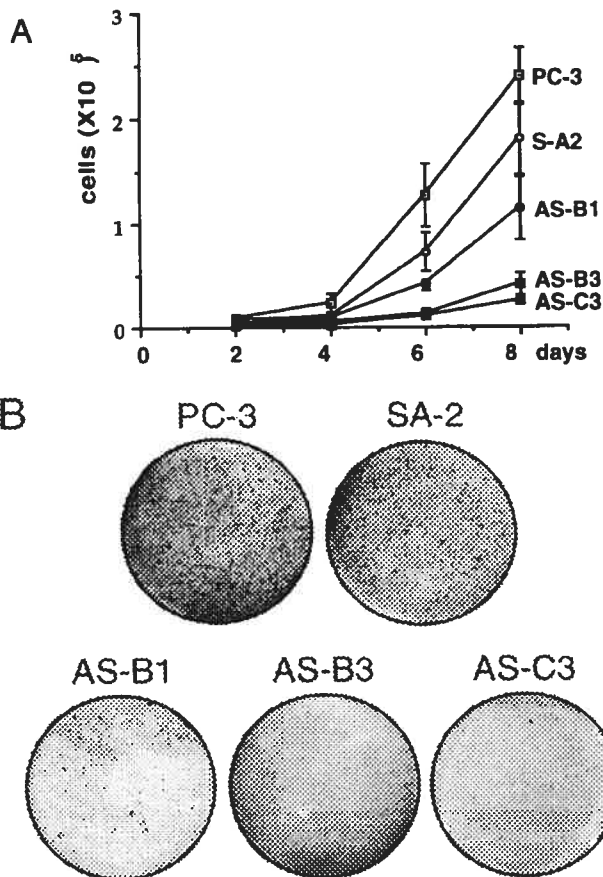 A
cells (X10 5)
3
2
1
0
PC-3
S-A2
AS-B1
AS-B3
AS-C3
0 2 4 6 8 days
B
PC-3 SA-2
AS-B1 AS-B3 AS-C3